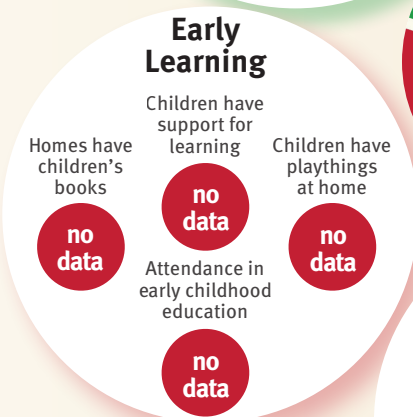 Early
Learning
Children have
support for
learning
no
data
Homes have
children's
books
no
data
Children have
playthings
at home
no
data
Attendance in
early childhood
education
no
data